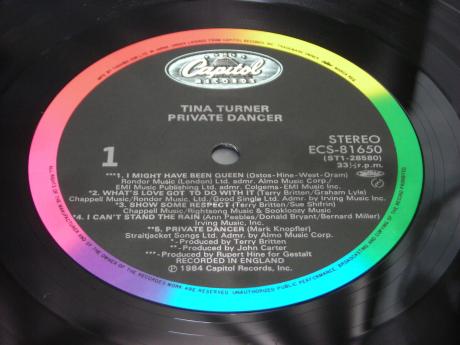 Capitol
RECORDS
TINA TURNER
PRIVATE DANCER
1
STEREO
ECS-81650
(ST1-28580)
33⅓r.p.m.
***1. I MIGHT HAVE BEEN QUEEN (Ostos-Hine-West-Oram)
Rondor Music (London) Ltd. admr. Almo Music Corp./
EMI Music Publishing Ltd. admr. Colgems-EMI Music Inc.
*2. WHAT'S LOVE GOT TO DO WITH IT (Terry Britten/Graham Lyle)
Chappell Music/Rondor Music. Ltd./Good Single Ltd. Admr. by Irving Music Inc.
*3. SHOW SOME RESPECT (Terry Britten/Sue Shifrin)
Chappell Music/Rightsong Music & Sookloozy Music
*4. I CAN'T STAND THE RAIN (Ann Peebles/Donald Bryant/Bernard Miller)
Irving Music, Inc.
**5. PRIVATE DANCER (Mark Knopfler)
Straitjacket Songs Ltd. Admr. by Almo Music Corp.
*-Produced by Terry Britten
**-Produced by John Carter
***-Produced by Rupert Hine for Gestalt
RECORDED IN ENGLAND
℗1984 Capitol Records, Inc.